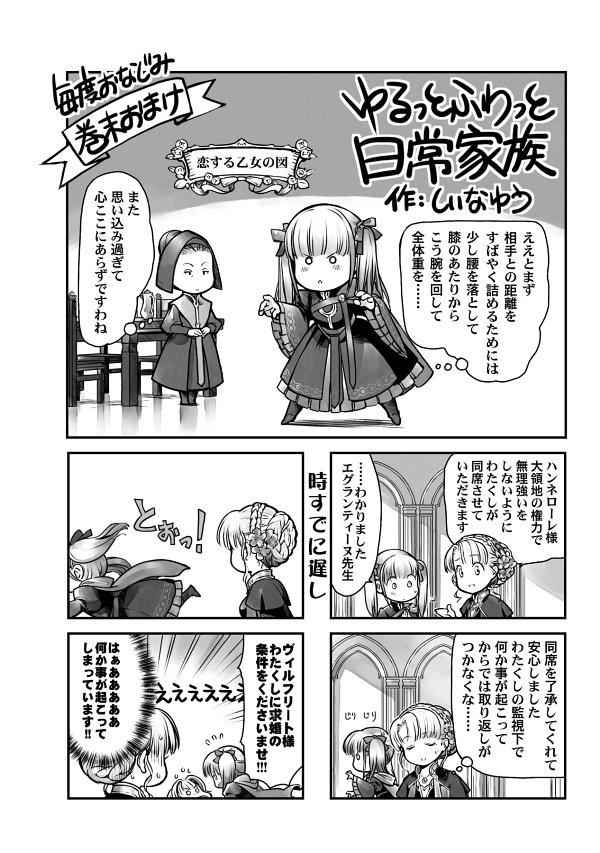 毎度おなじみ
巻末おまけ
ゆるっとふわっと
日常家族
作：しいなゆう
恋する乙女の図
ええとまず
相手との距離を
すばやく詰めるためには
少し腰を落として
膝のあたりから
こう腕を回して
全体重を……
また
思い込み過ぎて
心ここにあらずですわね
時すでに遅し
ハンネローレ様
大領地の権力で
無理強いを
しないように
わたくしが
同席させて
いただきます
……わかりました
エグランティーヌ先生
同席を了承してくれて
安心しました
わたくしの監視下で
何か事が起こって
からでは取り返しが
つかなくな……
じり
じり
とぉっ！
ヴィルフリート様
わたくしに求婚の
条件をくださいませ!!!
えええええええ
はぁあああああ
何か事が起こって
しまっています!!